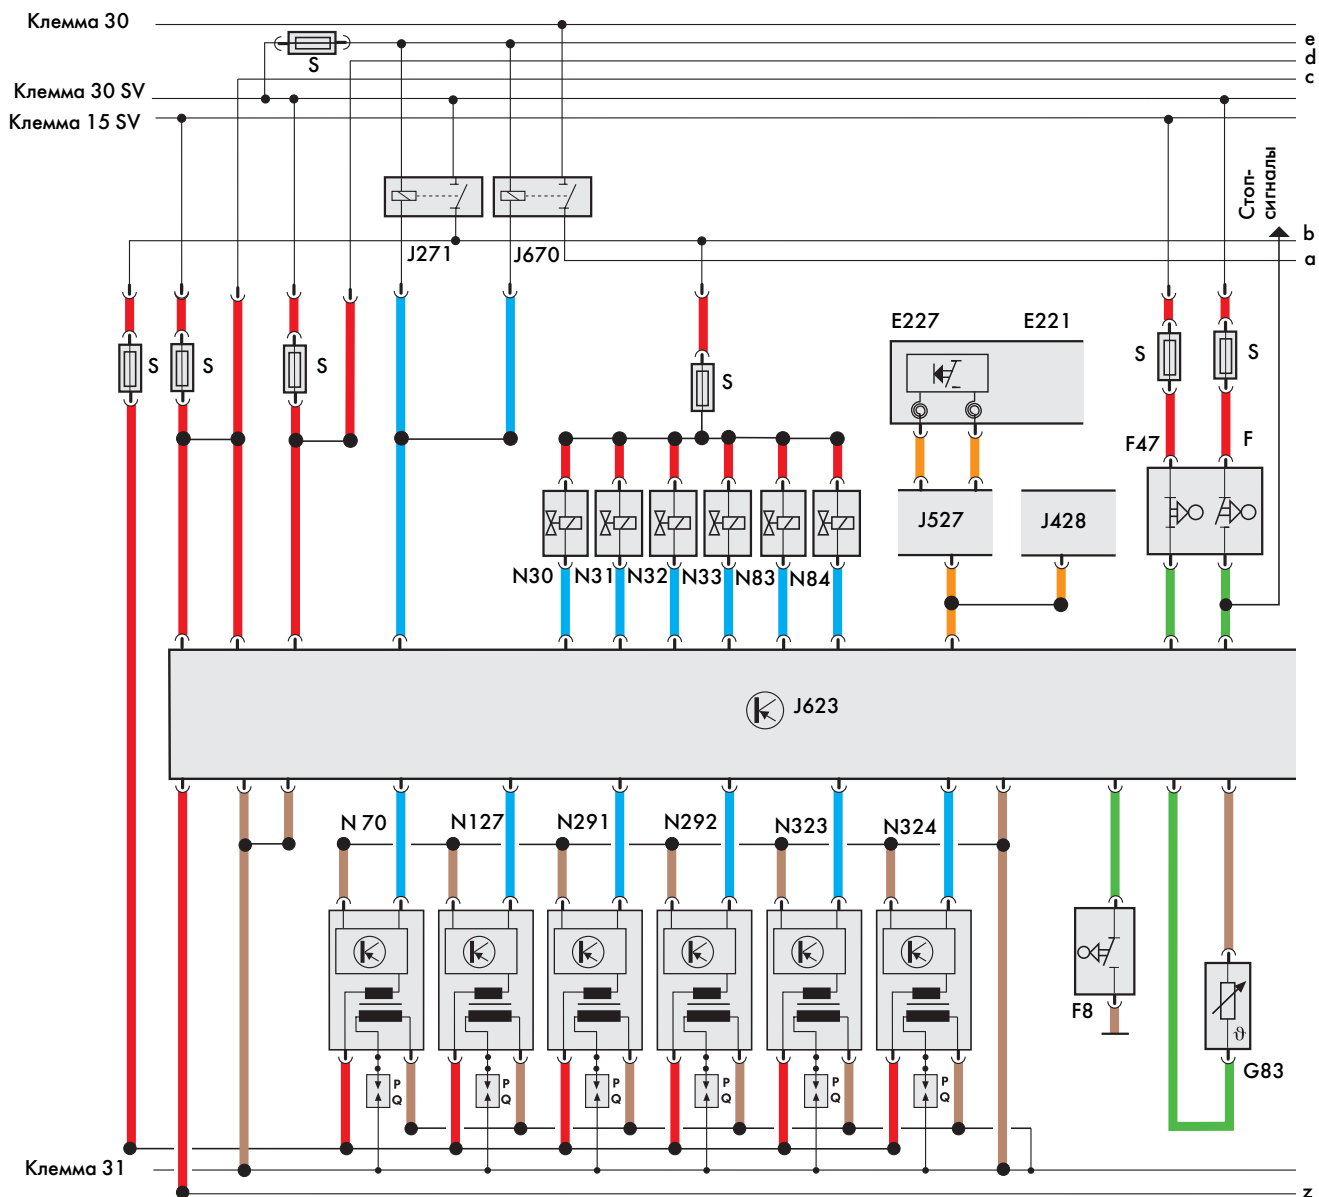 Клемма 30
e
S
d
c
Клемма 30 SV
Клемма 15 SV
Стоп-
сигналы
b
J271
J670
a
E227
E221
S
S
S
S
S
S
F47
F
J527
J428
N30
N31
N32
N33
N83
N84
J623
N 70
N127
N291
N292
N323
N324
F8
ϑ
G83
P
Q
P
Q
P
Q
P
Q
P
Q
P
Q
Клемма 31
z